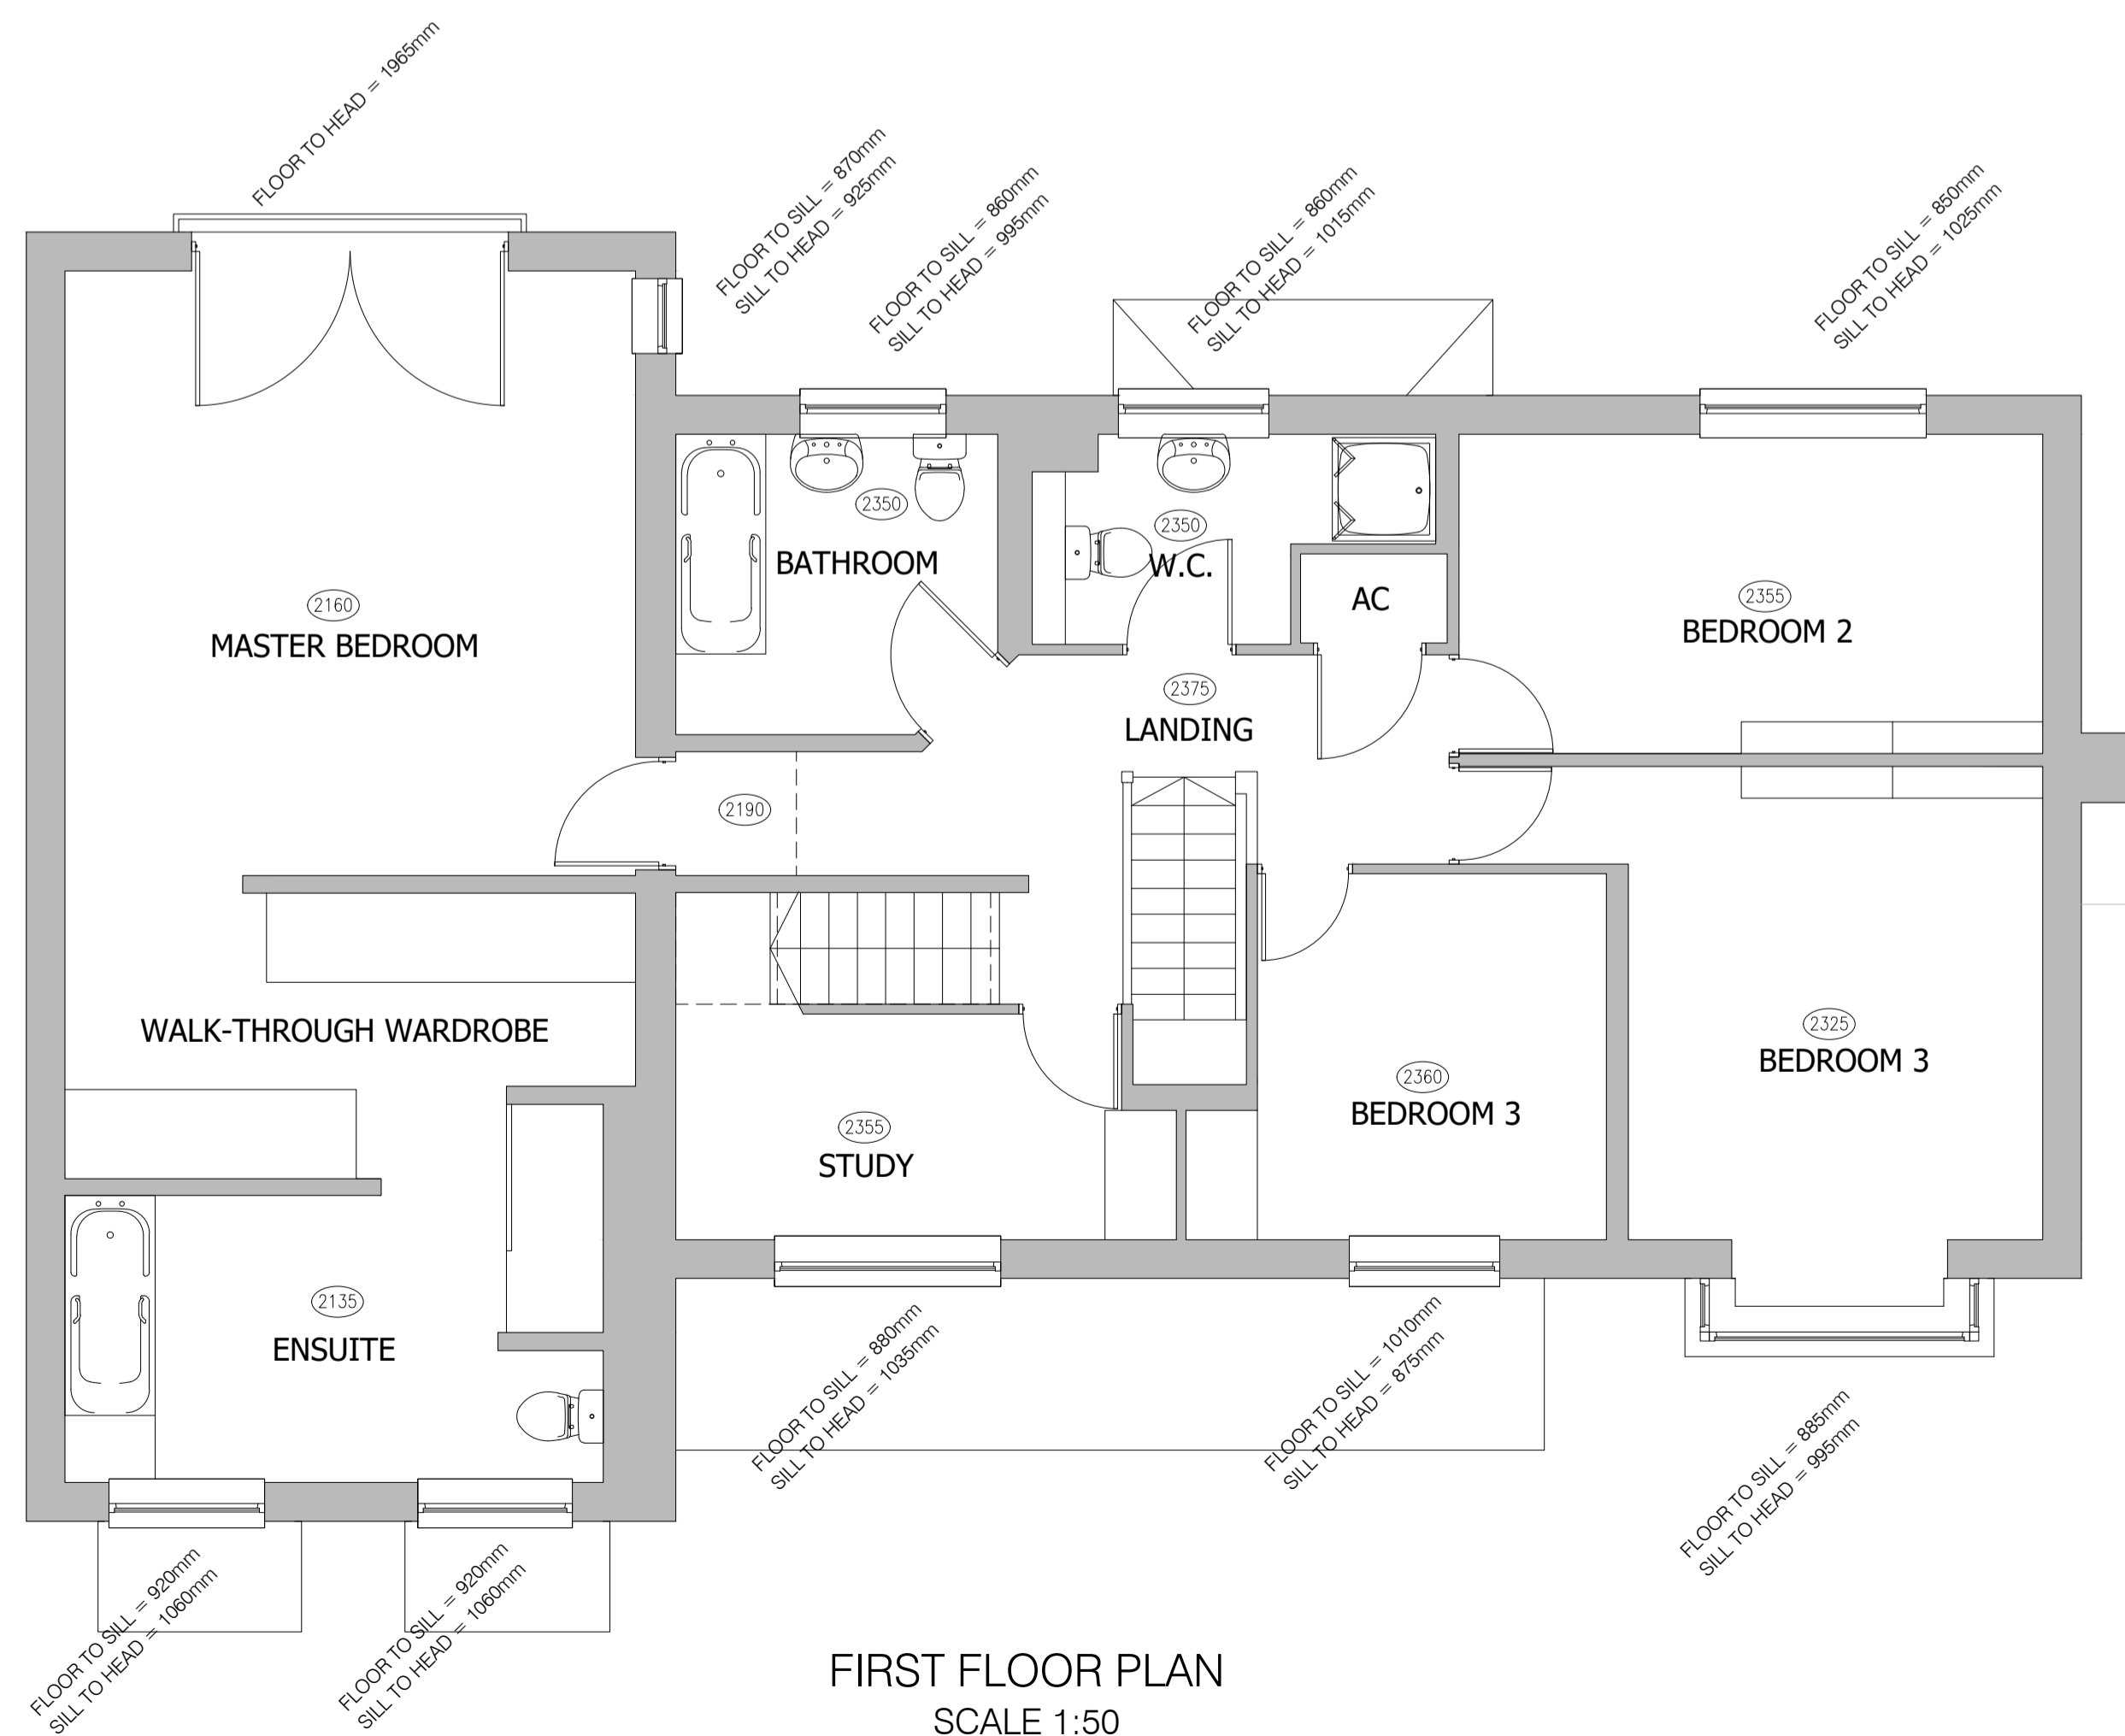 FLOOR TO HEAD = 1965mm
FLOOR TO SILL = 870mm
SILL TO HEAD = 925mm
FLOOR TO SILL = 860mm
SILL TO HEAD = 995mm
FLOOR TO SILL = 860mm
SILL TO HEAD = 1015mm
FLOOR TO SILL = 850mm
SILL TO HEAD = 1025mm
2350
BATHROOM
2350
W.C.
AC
2160
MASTER BEDROOM
2355
BEDROOM 2
2375
LANDING
2190
WALK-THROUGH WARDROBE
2325
BEDROOM 3
2360
BEDROOM 3
2355
STUDY
2135
ENSUITE
FLOOR TO SILL = 880mm
SILL TO HEAD = 1035mm
FLOOR TO SILL = 1010mm
SILL TO HEAD = 875mm
FLOOR TO SILL = 885mm
SILL TO HEAD = 995mm
FLOOR TO SILL = 920mm
SILL TO HEAD = 1060mm
FLOOR TO SILL = 920mm
SILL TO HEAD = 1060mm
FIRST FLOOR PLAN
SCALE 1:50